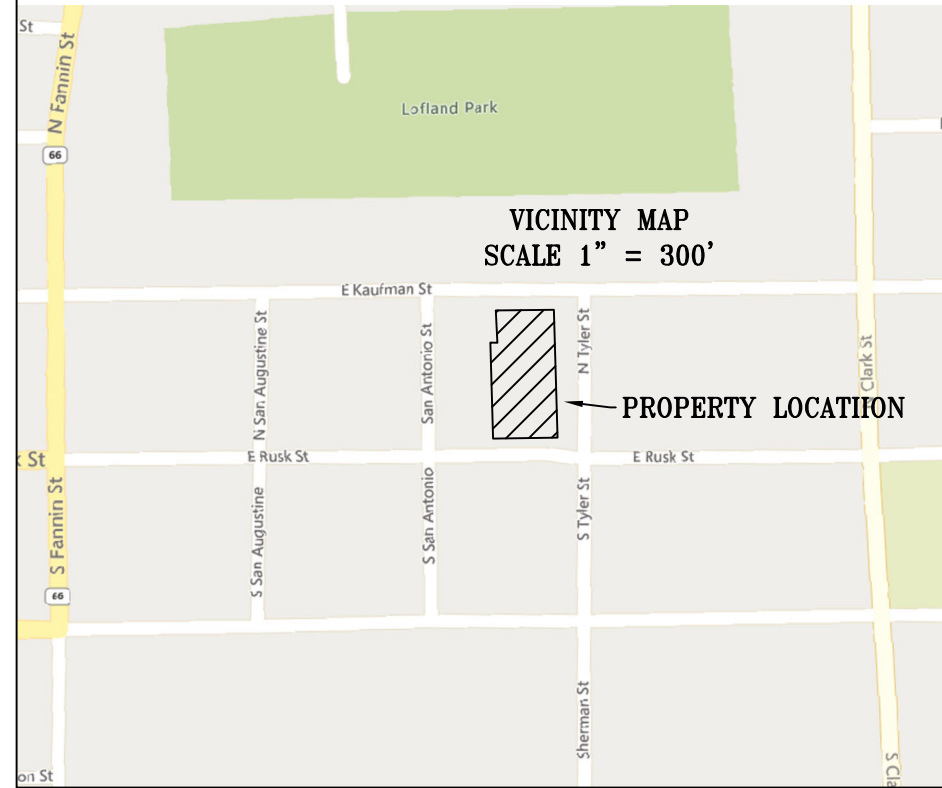 St
N Fannin St
66
Lofland Park
VICINITY MAP
SCALE 1" = 300'
E Kaufman St
N San Augustine St
San Antonio St
N Tyler St
Clark St
PROPERTY LOCATION
St
E Rusk St
E Rusk St
S Fannin St
S San Augustine
S San Antonio
S Tyler St
66
Sherman St
on St
S Cla